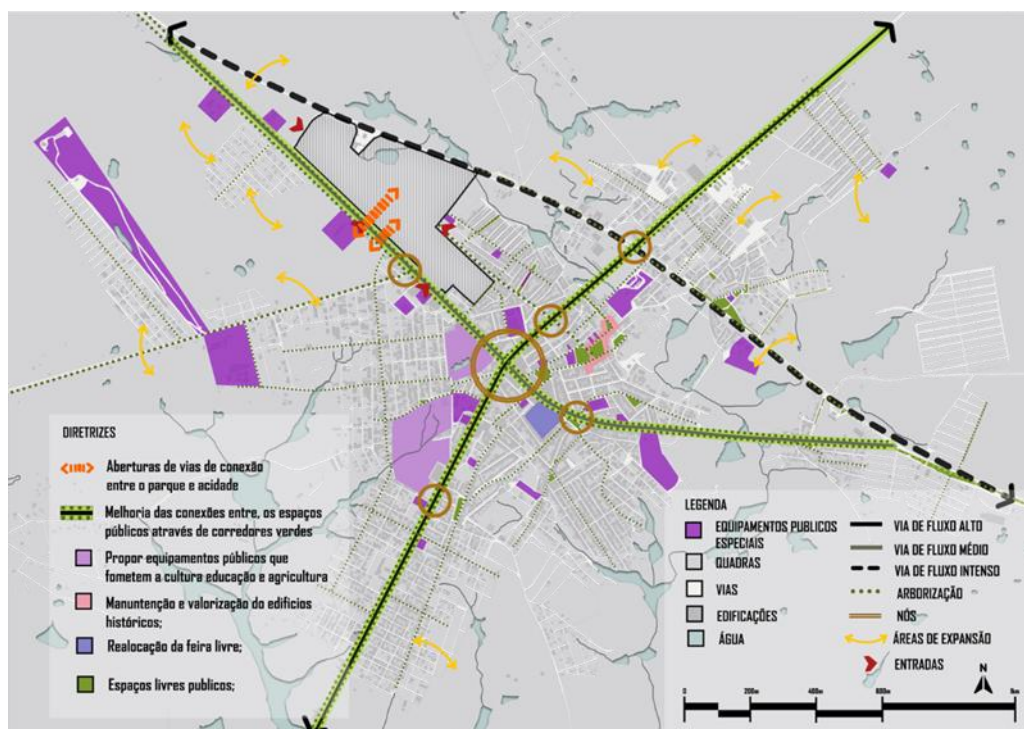 DIRETRIZES
Aberturas de vias de conexão
entre o parque e acidade
Melhoria das conexões entre, os espaços
públicos através de corredores verdes
Propor equipamentos públicos que
fometem a cultura educação e agricultura
Manuntenção e valorização do edifícios
históricos;
Realocação da feira livre;
Espaços livres publicos;
LEGENDA
EQUIPAMENTOS PUBLICOS
ESPECIAIS
QUADRAS
VIAS
EDIFICAÇÕES
ÁGUA
VIA DE FLUXO ALTO
VIA DE FLUXO MÉDIO
VIA DE FLUXO INTENSO
ARBORIZAÇÃO
NÓS
ÁREAS DE EXPANSÃO
ENTRADAS
N
0 200m 400m 600m 1km